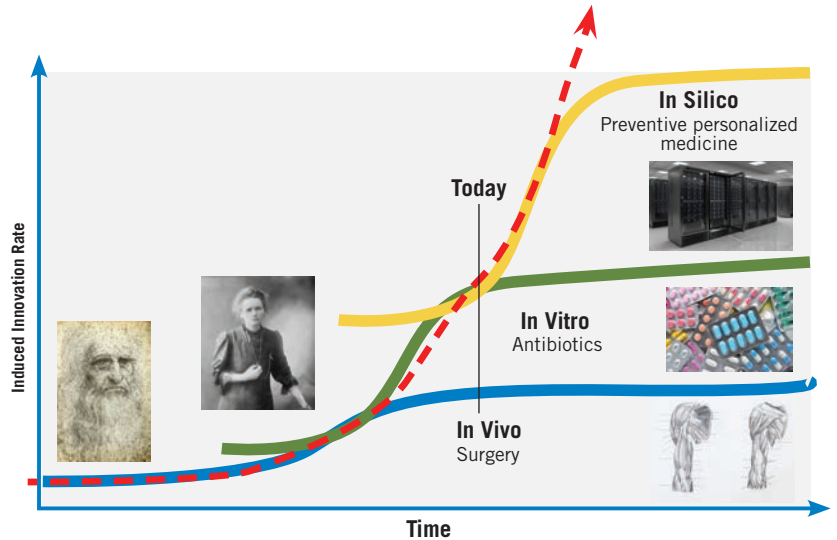 In Silico
Preventive personalized
medicine
Today
In Vitro
Antibiotics
In Vivo
Surgery
Induced Innovation Rate
Time